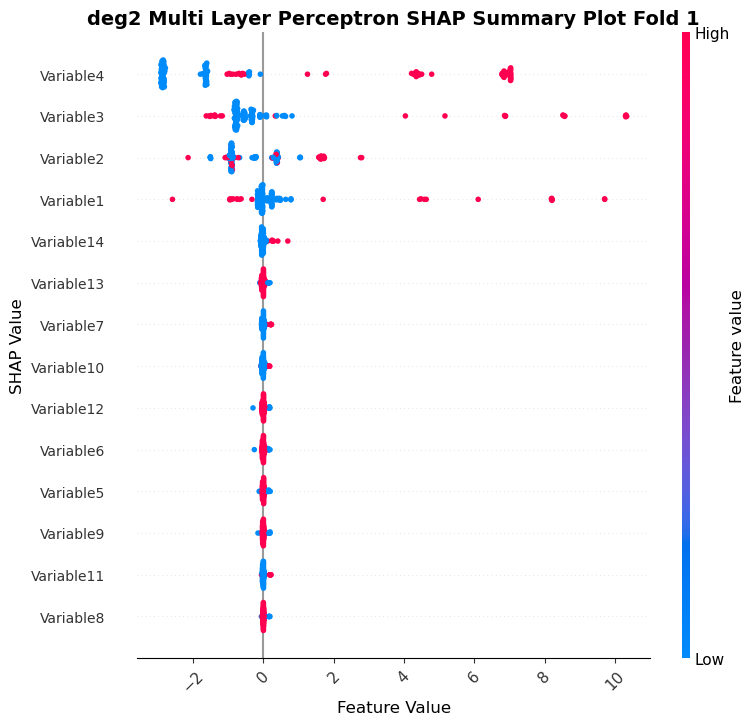 deg2 Multi Layer Perceptron SHAP Summary Plot Fold 1
High
Variable4
Variable3
Variable2
Variable1
Variable14
Variable13
Variable7
Variable10
Variable12
Variable6
Variable5
Variable9
Variable11
Variable8
SHAP Value
Feature value
Low
−2
0
2
4
6
8
10
Feature Value